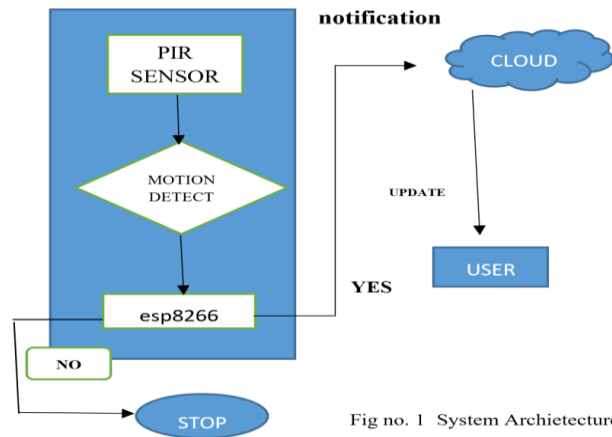 notification
PIR
SENSOR
CLOUD
MOTION
DETECT
UPDATE
USER
YES
esp8266
NO
STOP
Fig no. 1 System Archietecture